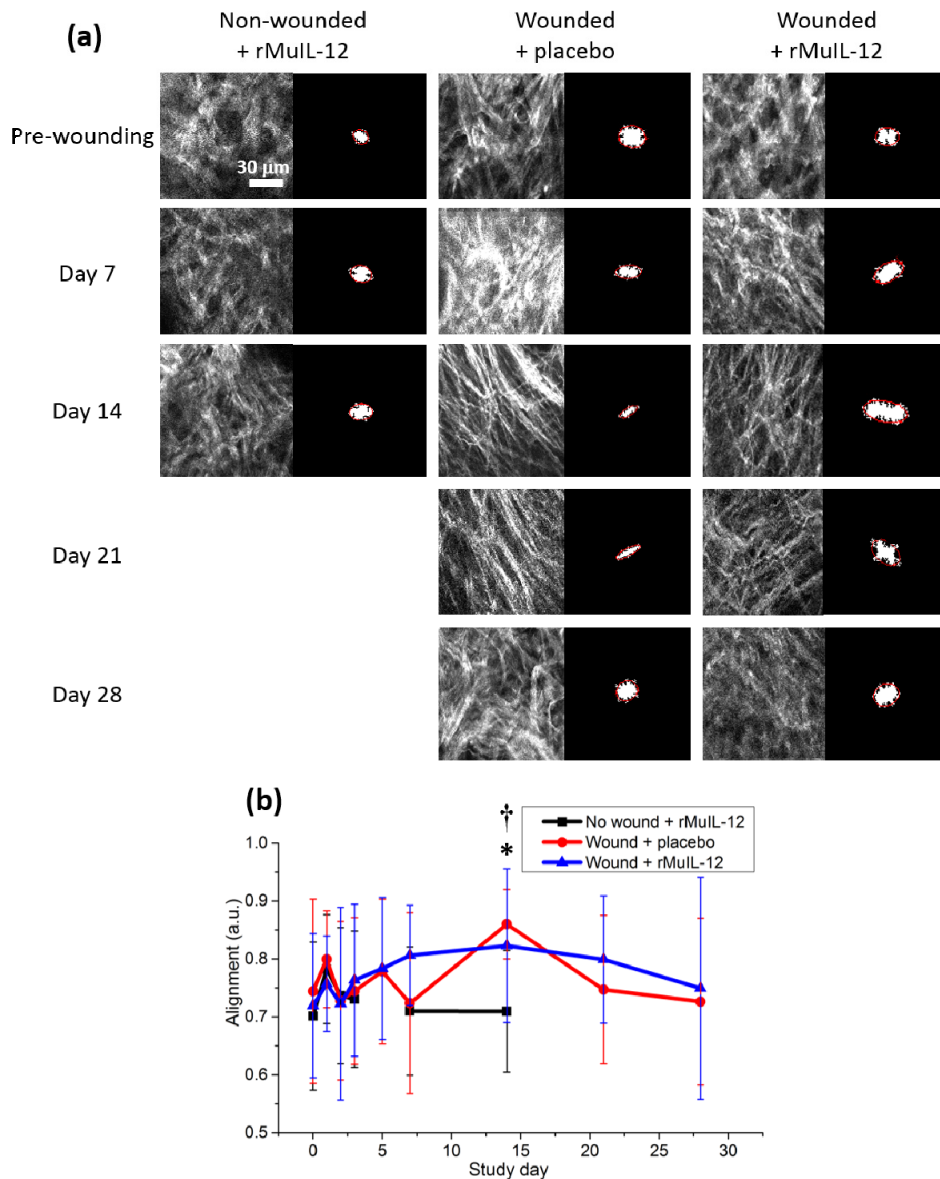 (a)
Non-wounded
+ rMuIL-12
Wounded
+ placebo
Wounded
+ rMuIL-12
Pre-wounding
30 μm
Day 7
Day 14
Day 21
Day 28
(b)
†
*
No wound + rMuIL-12
Wound + placebo
Wound + rMuIL-12
Alignment (a.u.)
1.0
0.9
0.8
0.7
0.6
0.5
0 5 10 15 20 25 30
Study day